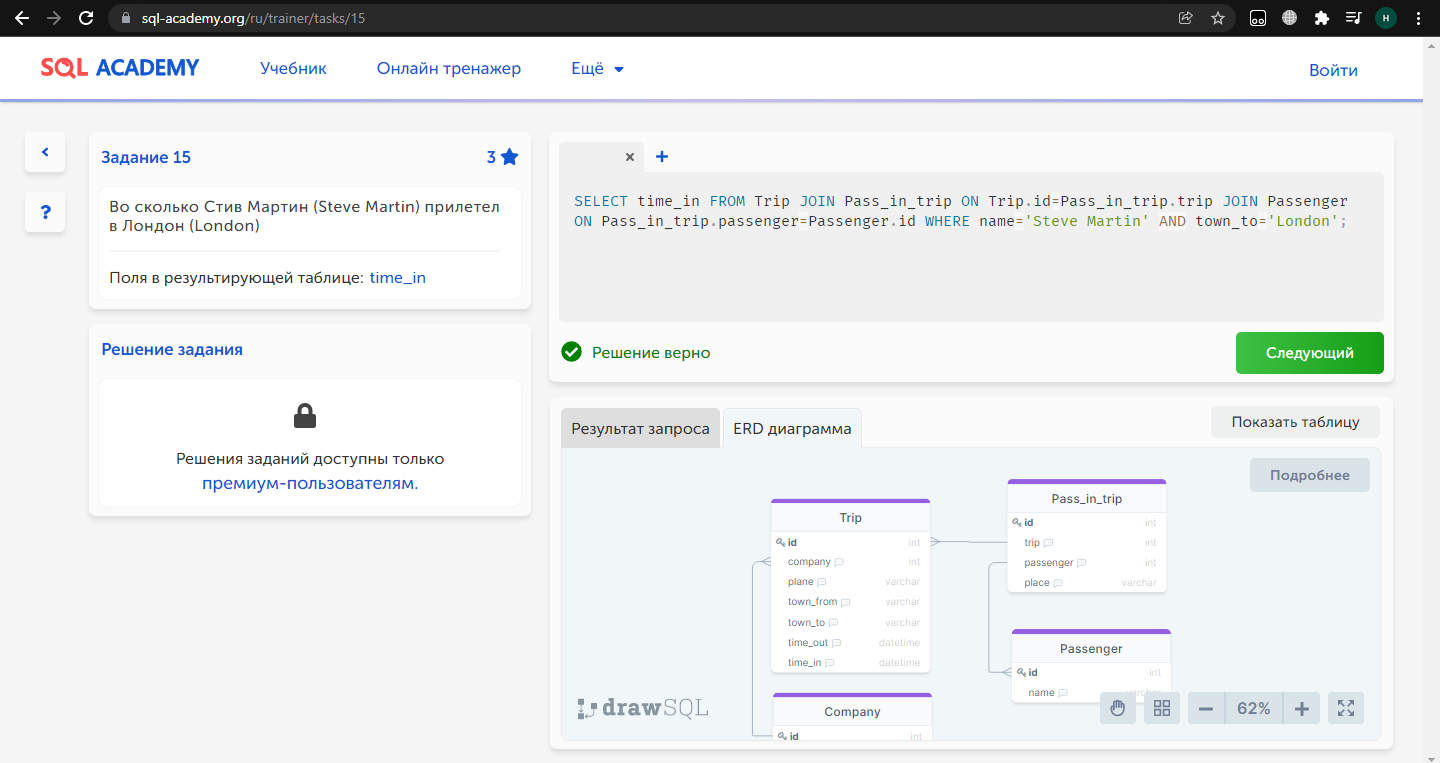 sql-academy.org/ru/trainer/tasks/15
H
SQL ACADEMY
Учебник
Онлайн тренажер
Ещё
Войти
Задание 15
3
Во сколько Стив Мартин (Steve Martin) прилетел
в Лондон (London)
Поля в результирующей таблице: time_in
?
Решение задания
Решения заданий доступны только
премиум-пользователям.
SELECT time_in FROM Trip JOIN Pass_in_trip ON Trip.id=Pass_in_trip.trip JOIN Passenger
ON Pass_in_trip.passenger=Passenger.id WHERE name='Steve Martin' AND town_to='London';
Решение верно
Следующий
Результат запроса
ERD диаграмма
Показать таблицу
Подробнее
Trip
id int
company int
plane varchar
town_from varchar
town_to varchar
time_out datetime
time_in datetime
Pass_in_trip
id int
trip int
passenger int
place varchar
Passenger
id int
name varchar
Company
id int
drawSQL
62%